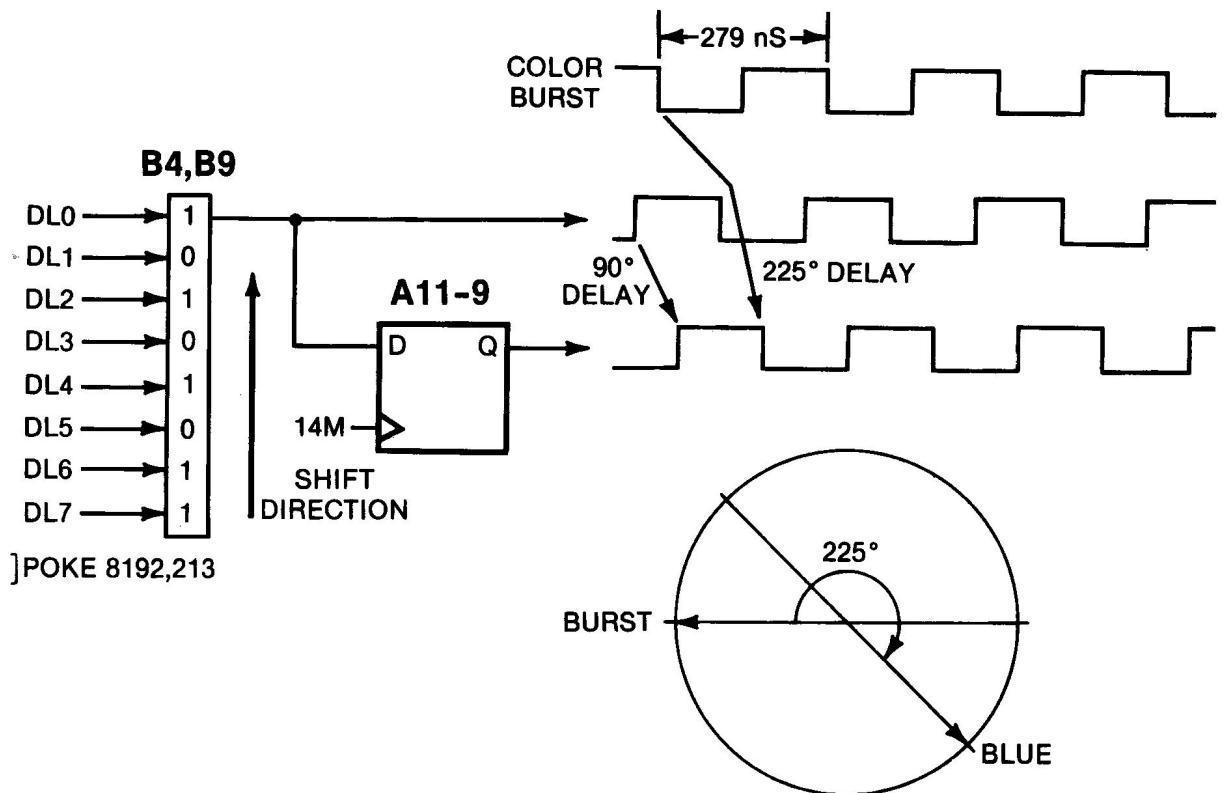 279 nS
COLOR
BURST
B4,B9
DL0
1
DL1
0
DL2
1
DL3
0
DL4
1
DL5
0
DL6
1
DL7
1
A11-9
D
Q
14M
SHIFT
DIRECTION
90°
DELAY
225° DELAY
]POKE 8192,213
225°
BURST
BLUE